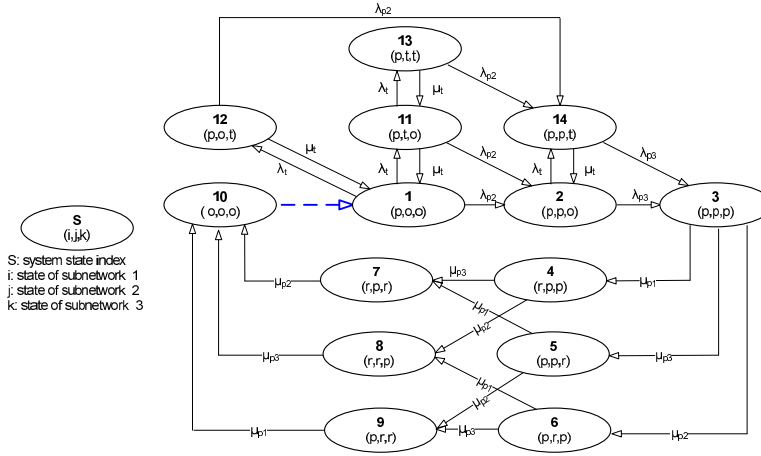 λp2
13
(p,t,t)
λt
μt
λp2
12
(p,o,t)
11
(p,t,o)
14
(p,p,t)
μt
λt
λt
μt
λp2
λt
μt
λp3
10
( o,o,o)
1
(p,o,o)
λp2
2
(p,p,o)
λp3
3
(p,p,p)
S
(i,j,k)
S: system state index
i: state of subnetwork 1
j: state of subnetwork 2
k: state of subnetwork 3
7
(r,p,r)
μp2
μp3
4
(r,p,p)
μp1
μp1
μp2
8
(r,r,p)
μp3
5
(p,p,r)
μp3
μp1
μp2
9
(p,r,r)
μp1
μp3
6
(p,r,p)
μp2